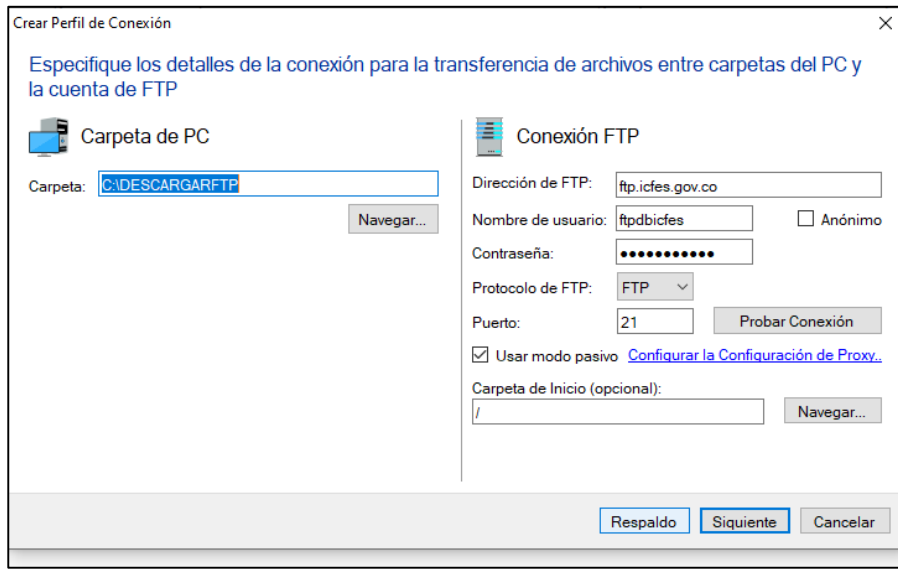 Crear Perfil de Conexión
Especifique los detalles de la conexión para la transferencia de archivos entre carpetas del PC y
la cuenta de FTP
Carpeta de PC
Carpeta: C:\DESCARGARFTP
Navegar...
Conexión FTP
Dirección de FTP: ftp.icfes.gov.co
Nombre de usuario: ftpdbicfes Anónimo
Contraseña: •••••••••••
Protocolo de FTP: FTP
Puerto: 21 Probar Conexión
Usar modo pasivo Configurar la Configuración de Proxy..
Carpeta de Inicio (opcional):
/ Navegar...
Respaldo Siguiente Cancelar